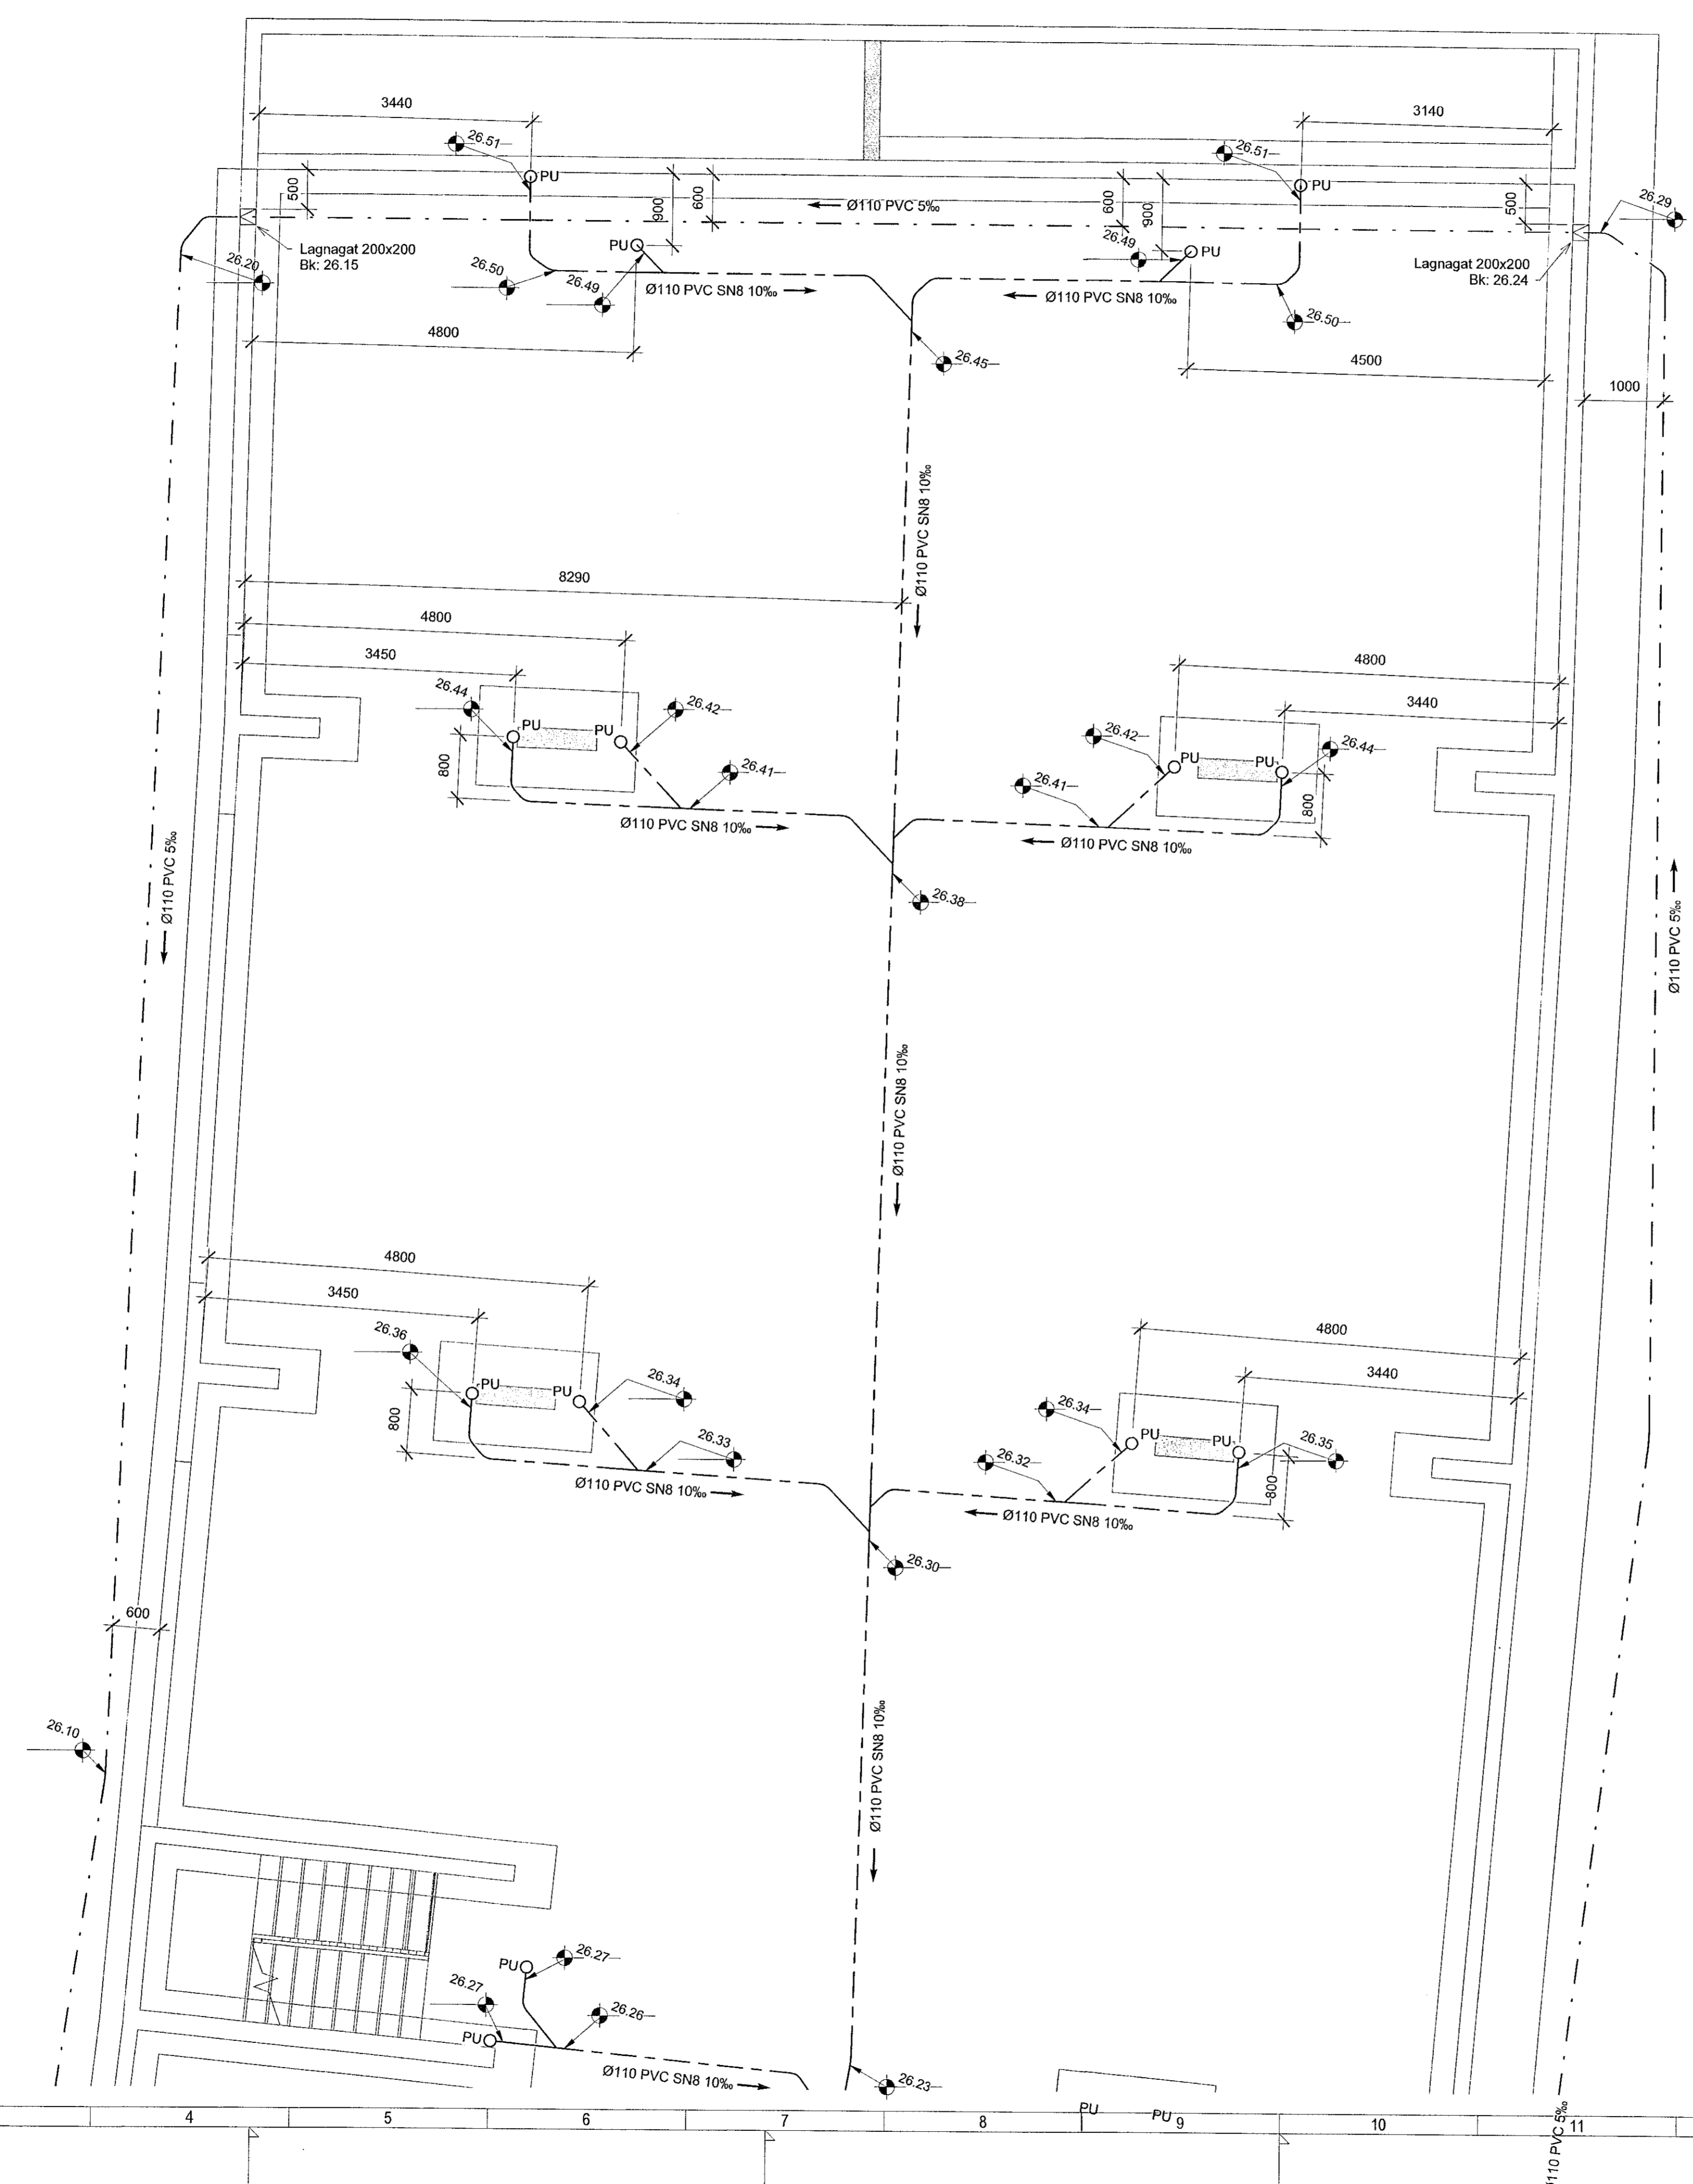 3440
3140
26.51
26.51
PU
PU
500
900
600
Ø110 PVC 5‰
600
900
500
26.29
Lagnagat 200x200
Bk: 26.15
PU
26.49
PU
Lagnagat 200x200
Bk: 26.24
26.20
26.50
26.49
Ø110 PVC SN8 10‰
Ø110 PVC SN8 10‰
26.50
4800
26.45
4500
1000
Ø110 PVC SN8 10‰
8290
4800
3450
4800
3440
26.44
26.42
26.42
26.44
PU
PU
PU
PU
800
26.41
26.41
800
Ø110 PVC SN8 10‰
Ø110 PVC SN8 10‰
Ø110 PVC 5‰
26.38
Ø110 PVC 5‰
Ø110 PVC SN8 10‰
4800
3450
4800
3440
26.36
26.34
26.34
PU
PU
PU
PU
800
26.33
26.32
26.35
800
Ø110 PVC SN8 10‰
Ø110 PVC SN8 10‰
26.30
600
26.10
Ø110 PVC SN8 10‰
PU
26.27
26.27
26.26
PU
Ø110 PVC SN8 10‰
26.23
4
5
6
7
8
PU
PU
9
10
11
Ø110 PVC 5‰